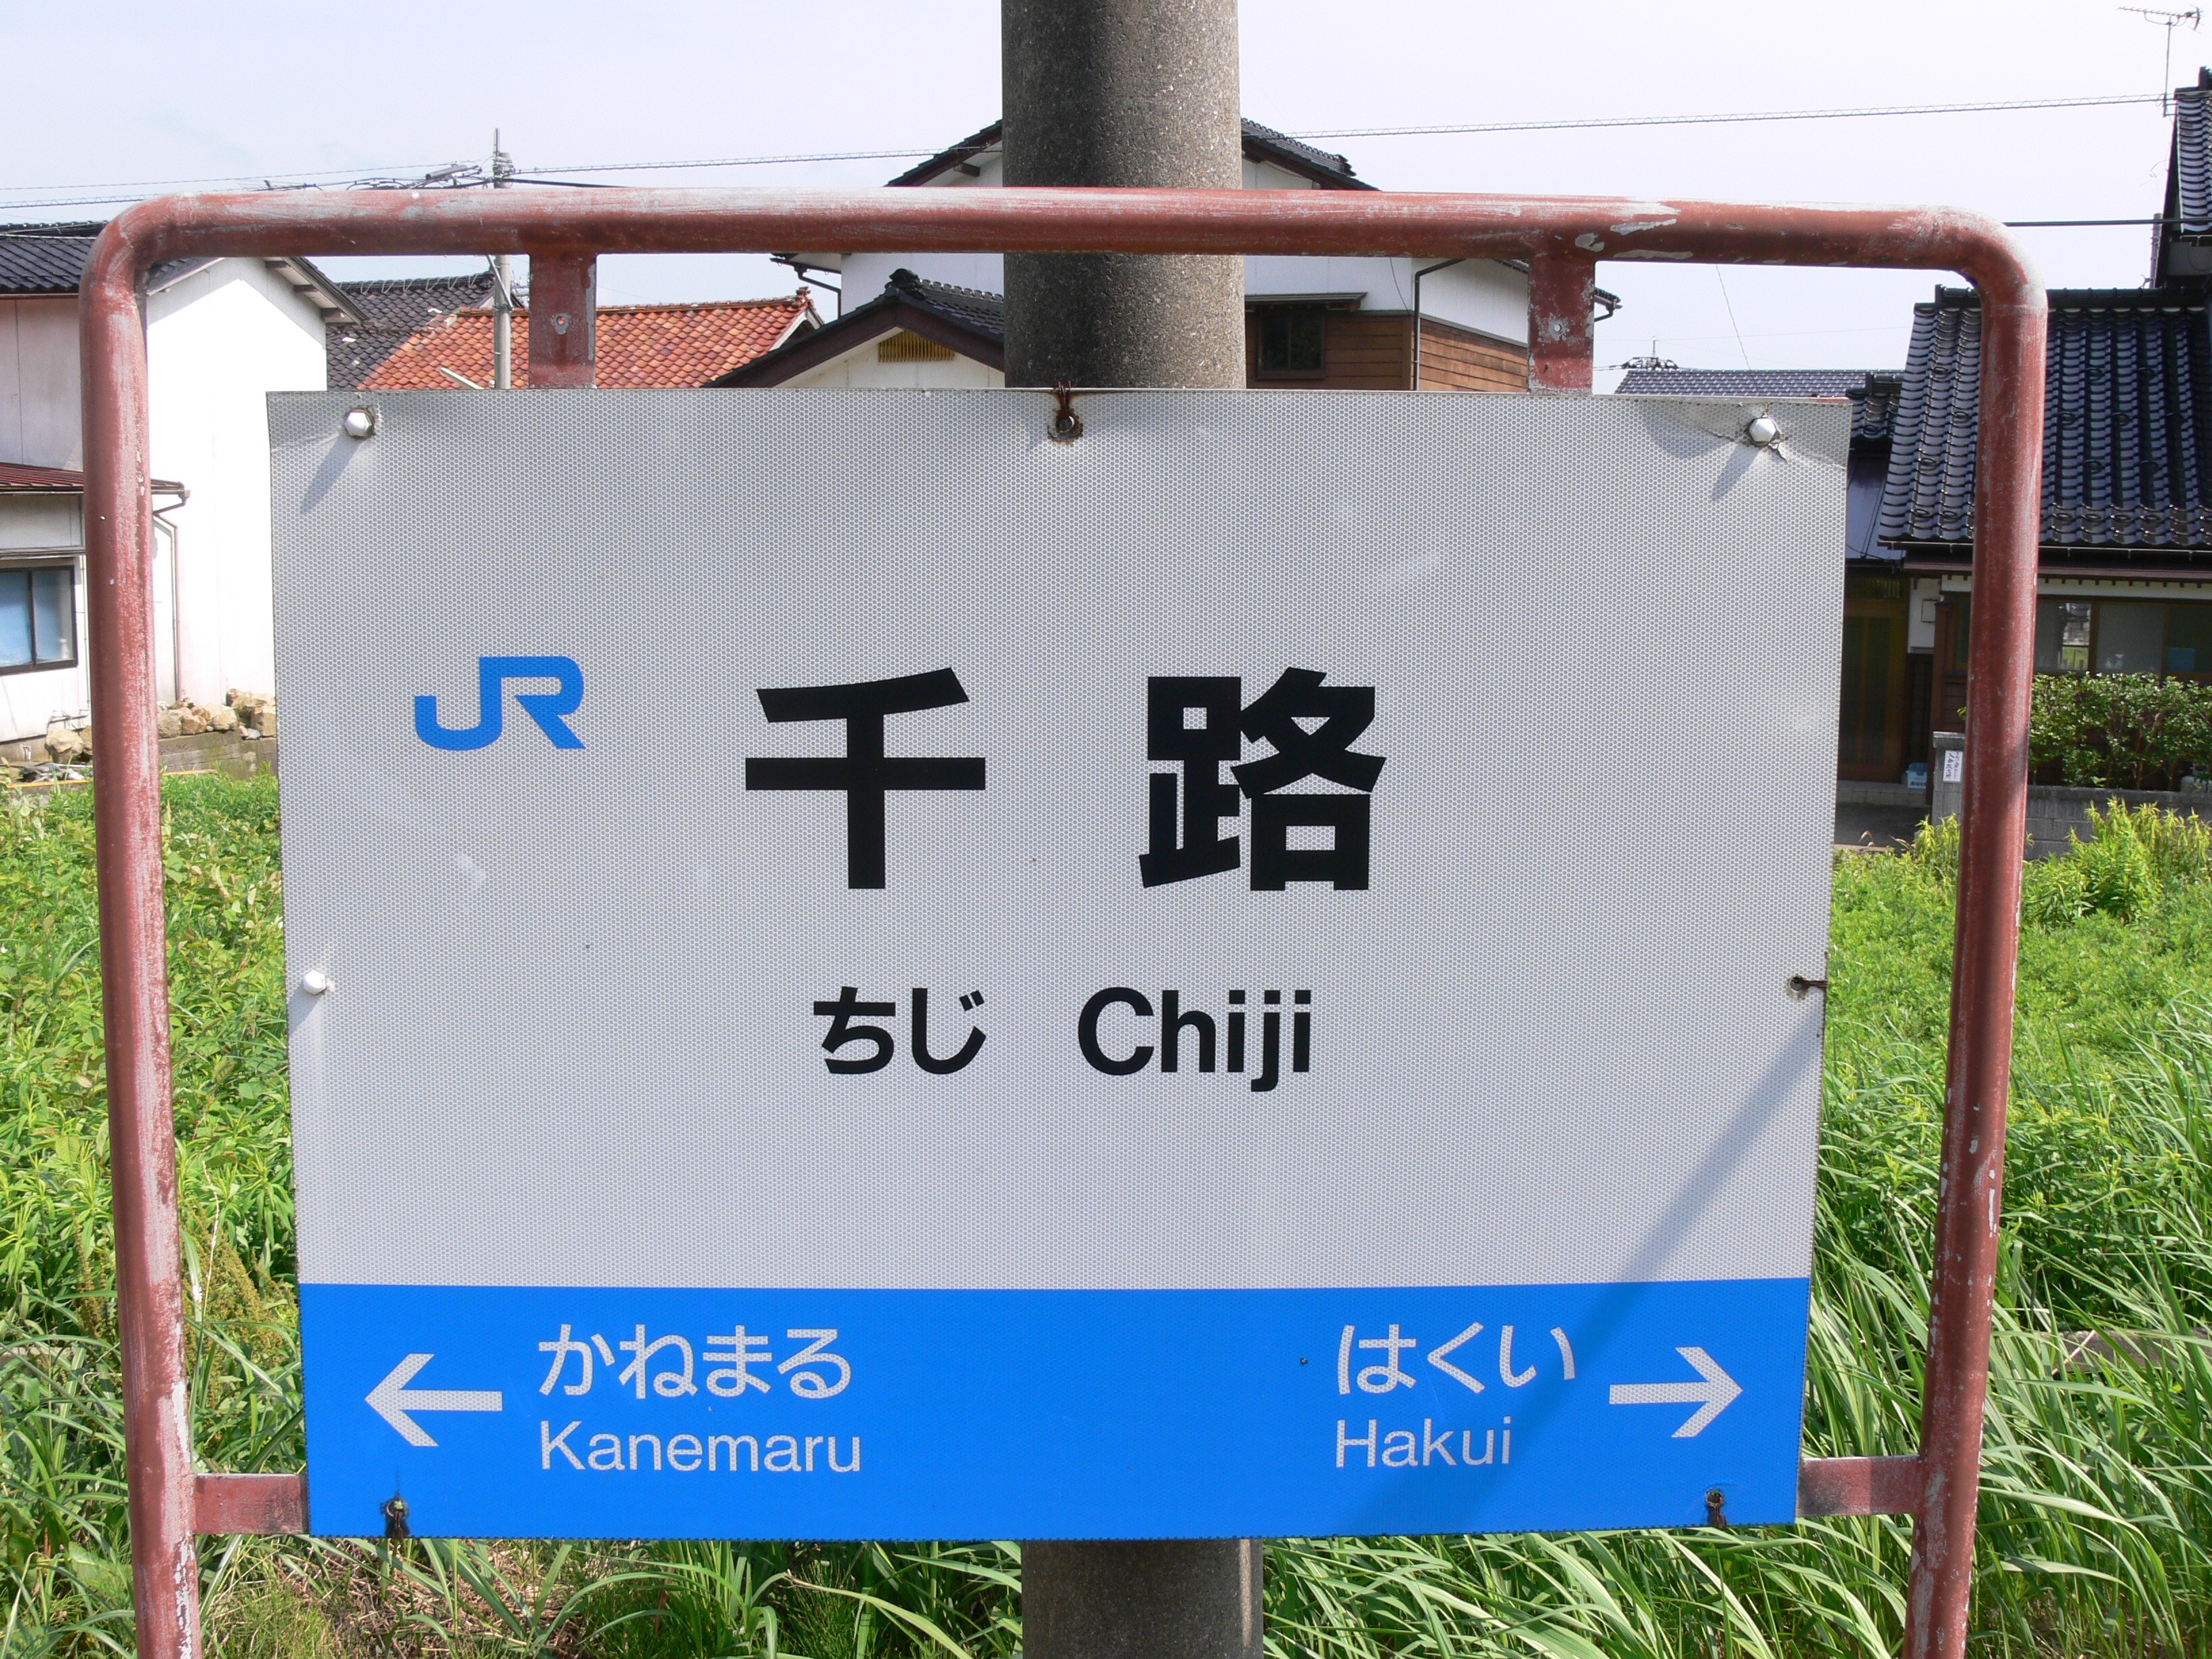 JR 千路
ちじ Chiji
← かねまる はくい →
Kanemaru Hakui